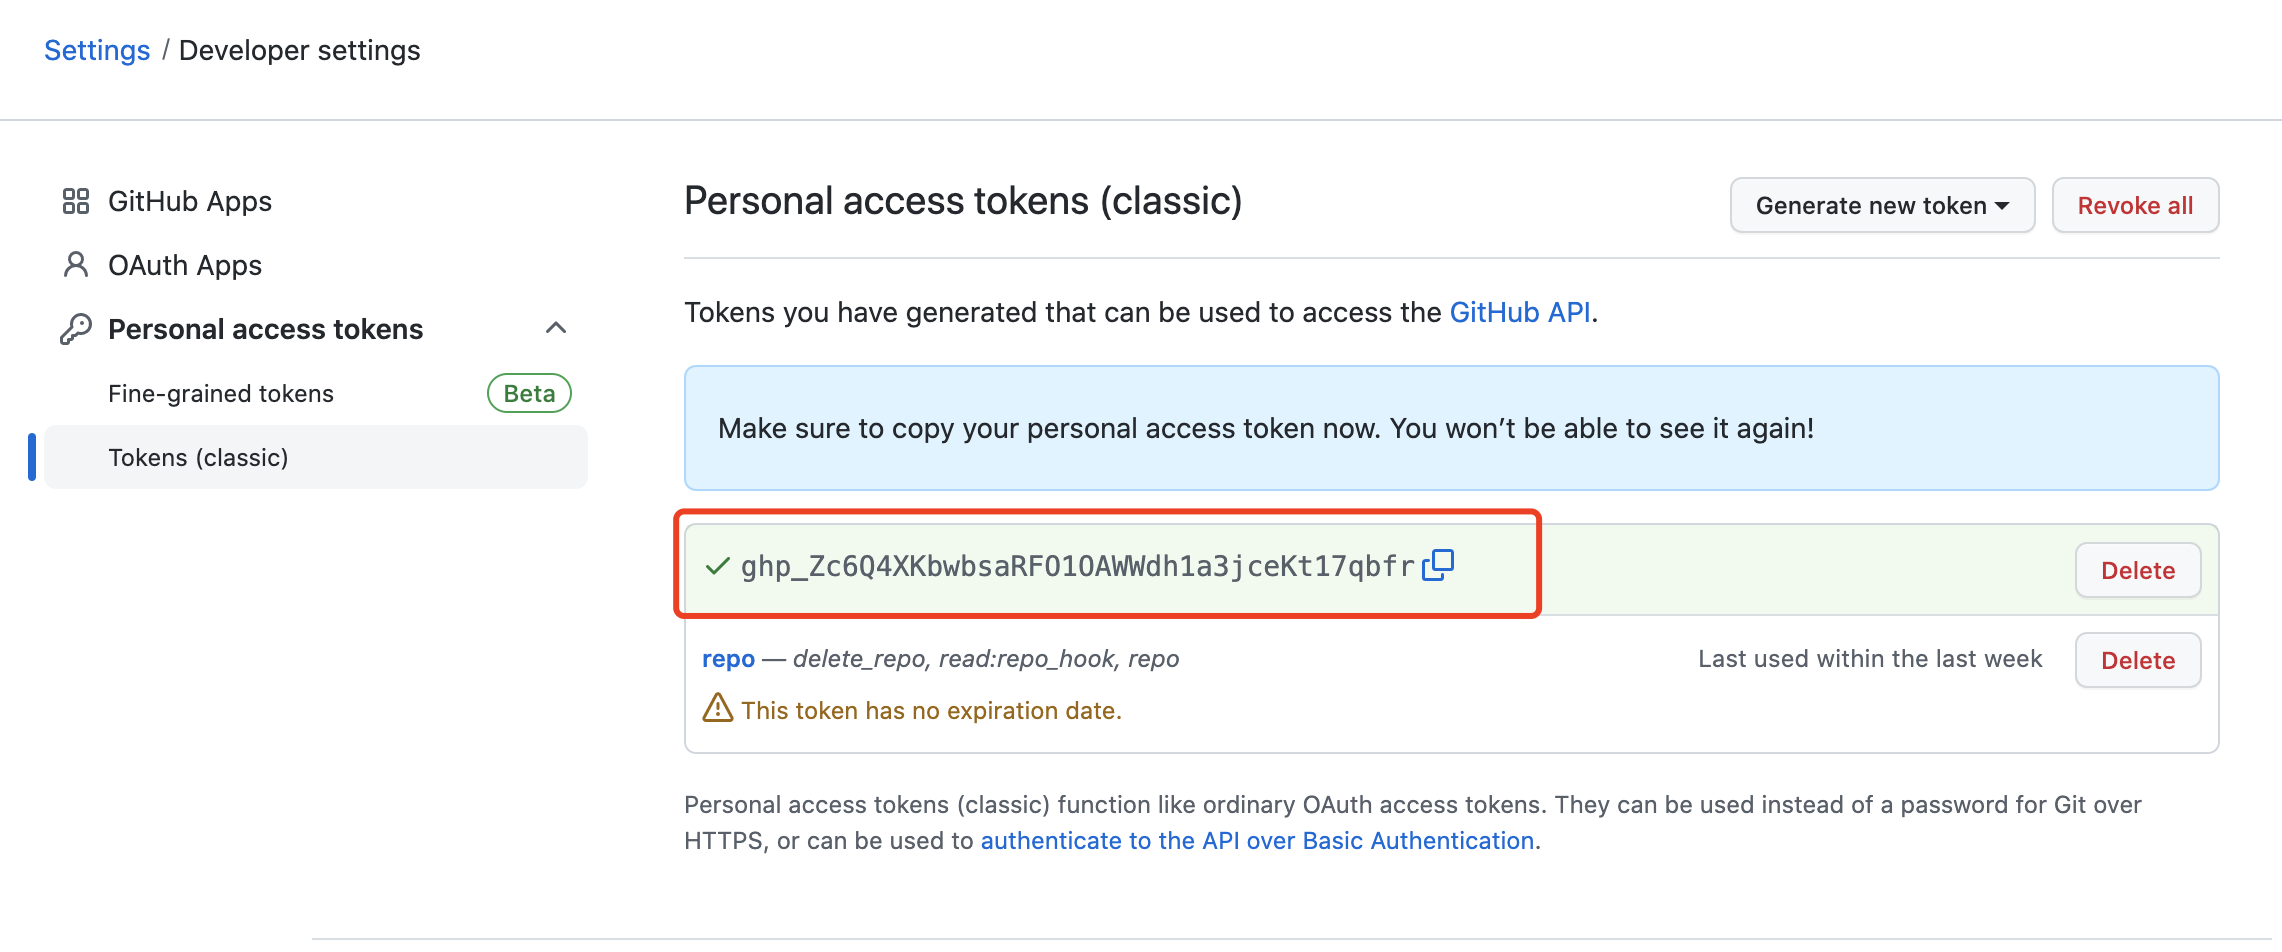 Settings / Developer settings
GitHub Apps
OAuth Apps
Personal access tokens
Fine-grained tokens Beta
Tokens (classic)
Personal access tokens (classic)
Generate new token
Revoke all
Tokens you have generated that can be used to access the GitHub API.
Make sure to copy your personal access token now. You won’t be able to see it again!
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
Delete
repo — delete_repo, read:repo_hook, repo
Last used within the last week
Delete
This token has no expiration date.
Personal access tokens (classic) function like ordinary OAuth access tokens. They can be used instead of a password for Git over
HTTPS, or can be used to authenticate to the API over Basic Authentication.